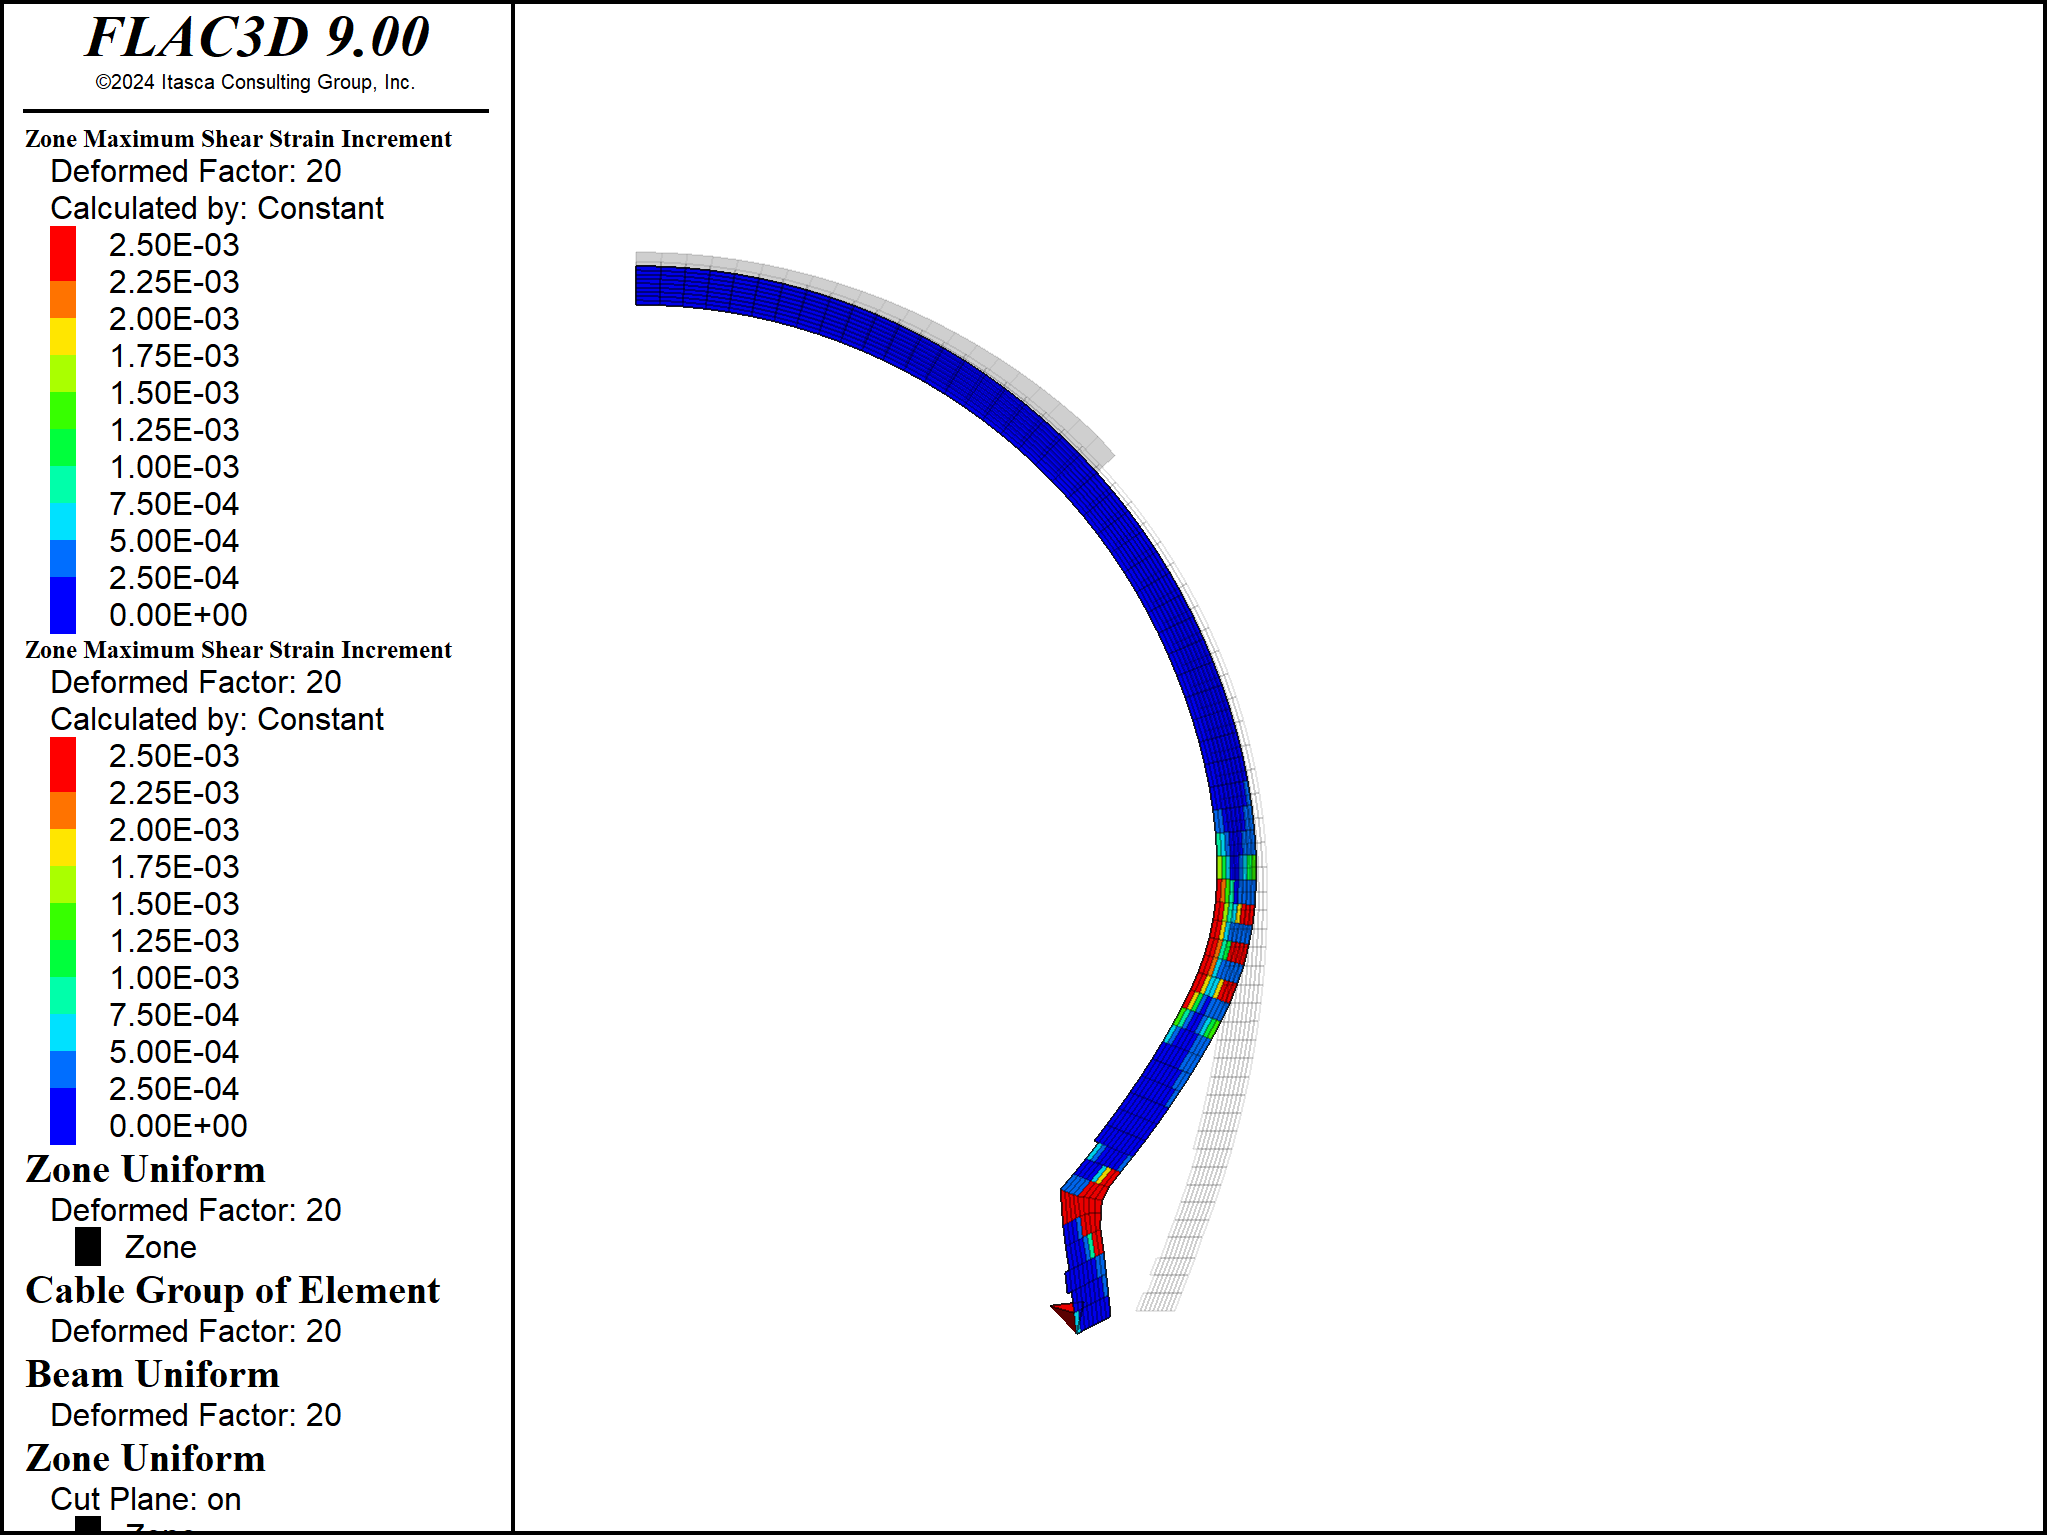 FLAC3D 9.00
©2024 Itasca Consulting Group, Inc.
Zone Maximum Shear Strain Increment
Deformed Factor: 20
Calculated by: Constant
2.50E-03
2.25E-03
2.00E-03
1.75E-03
1.50E-03
1.25E-03
1.00E-03
7.50E-04
5.00E-04
2.50E-04
0.00E+00
Zone Maximum Shear Strain Increment
Deformed Factor: 20
Calculated by: Constant
2.50E-03
2.25E-03
2.00E-03
1.75E-03
1.50E-03
1.25E-03
1.00E-03
7.50E-04
5.00E-04
2.50E-04
0.00E+00
Zone Uniform
Deformed Factor: 20
Zone
Cable Group of Element
Deformed Factor: 20
Beam Uniform
Deformed Factor: 20
Zone Uniform
Cut Plane: on
Zone